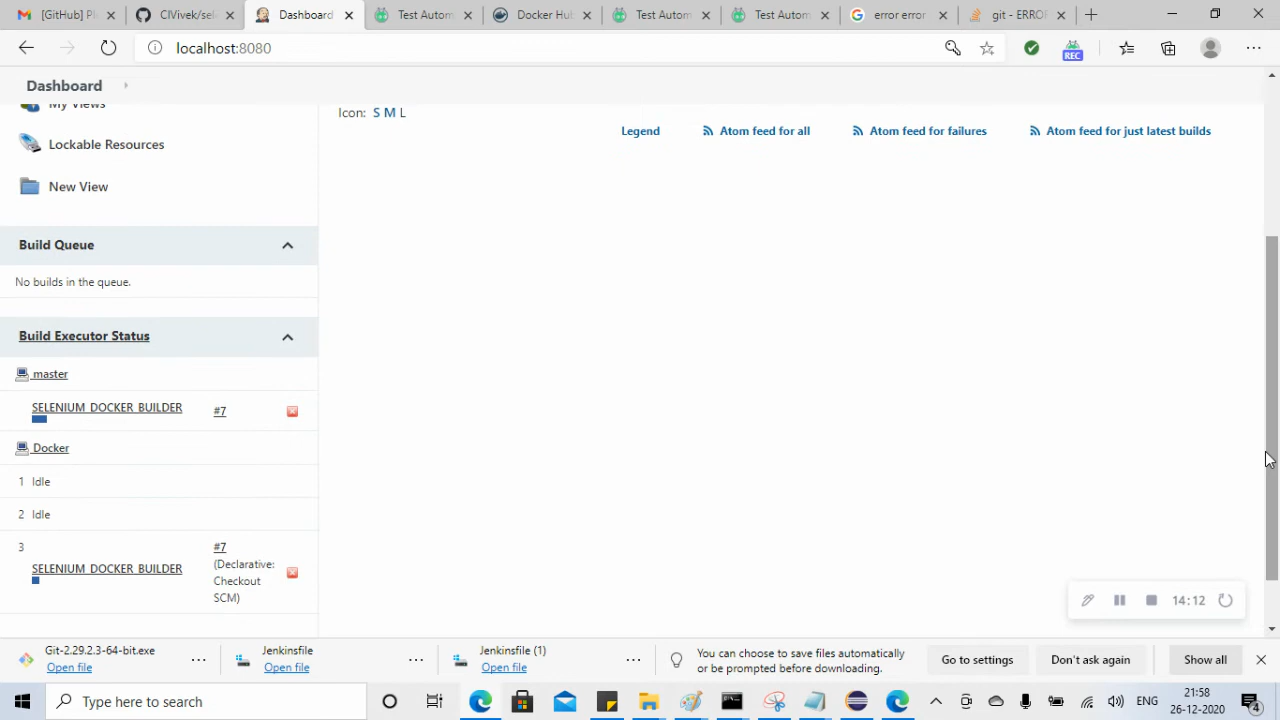 [GitHub] Pl
CIVivek/sel
Dashboard
Test Autom
Docker Hub
Test Autom
Test Autom
error error
git - ERROR
localhost:8080
REC
Dashboard
My Views
Icon: S M L
Legend
Atom feed for all
Atom feed for failures
Atom feed for just latest builds
Lockable Resources
New View
Build Queue
No builds in the queue.
Build Executor Status
master
SELENIUM_DOCKER_BUILDER
#7
Docker
1 Idle
2 Idle
3
#7
SELENIUM_DOCKER_BUILDER
(Declarative:
Checkout
SCM)
14:12
Git-2.29.2.3-64-bit.exe
Open file
Jenkinsfile
Open file
Jenkinsfile (1)
Open file
You can choose to save files automatically
or be prompted before downloading.
Go to settings
Don't ask again
Show all
Type here to search
ENG
21:58
26-12-2020
4